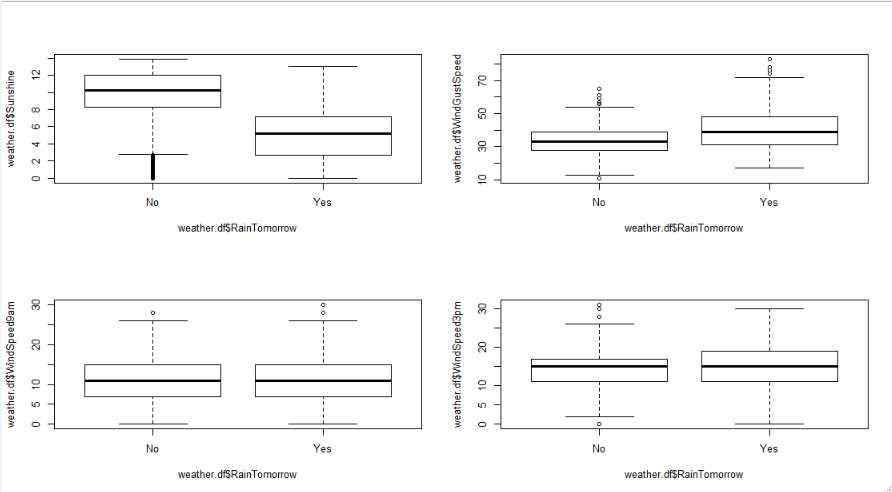 weather.df$Sunshine
12
8
6
4
2
0
No Yes
weather.df$RainTomorrow
weather.df$WindGustSpeed
70
50
30
10
No Yes
weather.df$RainTomorrow
weather.df$WindSpeed9am
30
20
10
5
0
No Yes
weather.df$RainTomorrow
weather.df$WindSpeed3pm
30
20
10
5
0
No Yes
weather.df$RainTomorrow